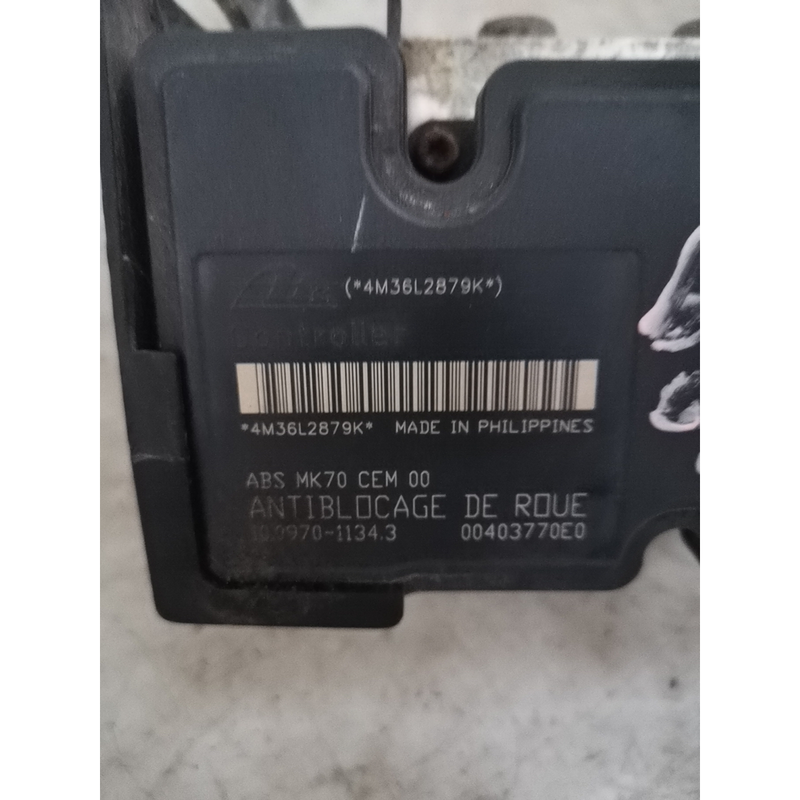 (*4M36L2879K*)
Controller
*4M36L2879K* MADE IN PHILIPPINES
ABS MK70 CEM 00
ANTIBLOCAGE DE ROUE
10.0970-1134.3 00403770E0